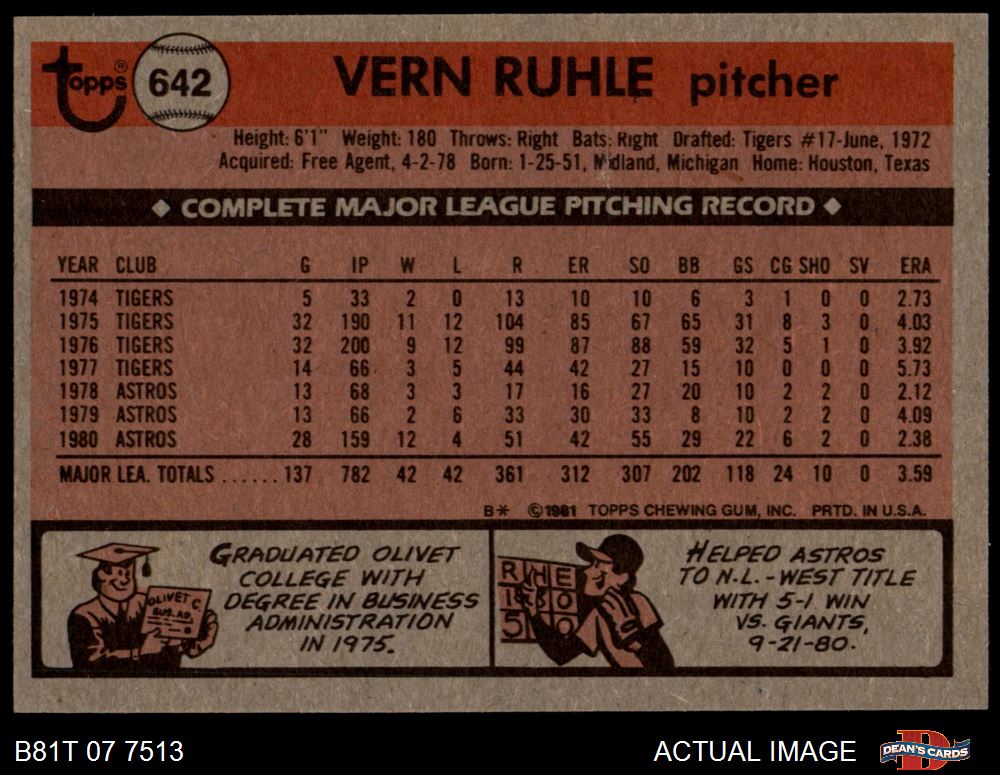 topps® 642 VERN RUHLE pitcher
Height: 6'1" Weight: 180 Throws: Right Bats: Right Drafted: Tigers #17-June, 1972
Acquired: Free Agent, 4-2-78 Born: 1-25-51, Midland, Michigan Home: Houston, Texas
◆ COMPLETE MAJOR LEAGUE PITCHING RECORD ◆
YEAR CLUB G IP W L R ER SO BB GS CG SHO SV ERA
1974 TIGERS 5 33 2 0 13 10 10 6 3 1 0 0 2.73
1975 TIGERS 32 190 11 12 104 85 67 65 31 8 3 0 4.03
1976 TIGERS 32 200 9 12 99 87 88 59 32 5 1 0 3.92
1977 TIGERS 14 66 3 5 44 42 27 15 10 0 0 0 5.73
1978 ASTROS 13 68 3 3 17 16 27 20 10 2 2 0 2.12
1979 ASTROS 13 66 2 6 33 30 33 8 10 2 2 0 4.09
1980 ASTROS 28 159 12 4 51 42 55 29 22 6 2 0 2.38
MAJOR LEA. TOTALS ...... 137 782 42 42 361 312 307 202 118 24 10 0 3.59
B* ©1981 TOPPS CHEWING GUM, INC. PRTD. IN U.S.A.
GRADUATED OLIVET
COLLEGE WITH
DEGREE IN BUSINESS
ADMINISTRATION
IN 1975.
OLIVET C.
BUS. AD.
R H E
5 0
HELPED ASTROS
TO N.L.-WEST TITLE
WITH 5-1 WIN
VS. GIANTS,
9-21-80.
B81T 07 7513 ACTUAL IMAGE DEAN'S CARDS